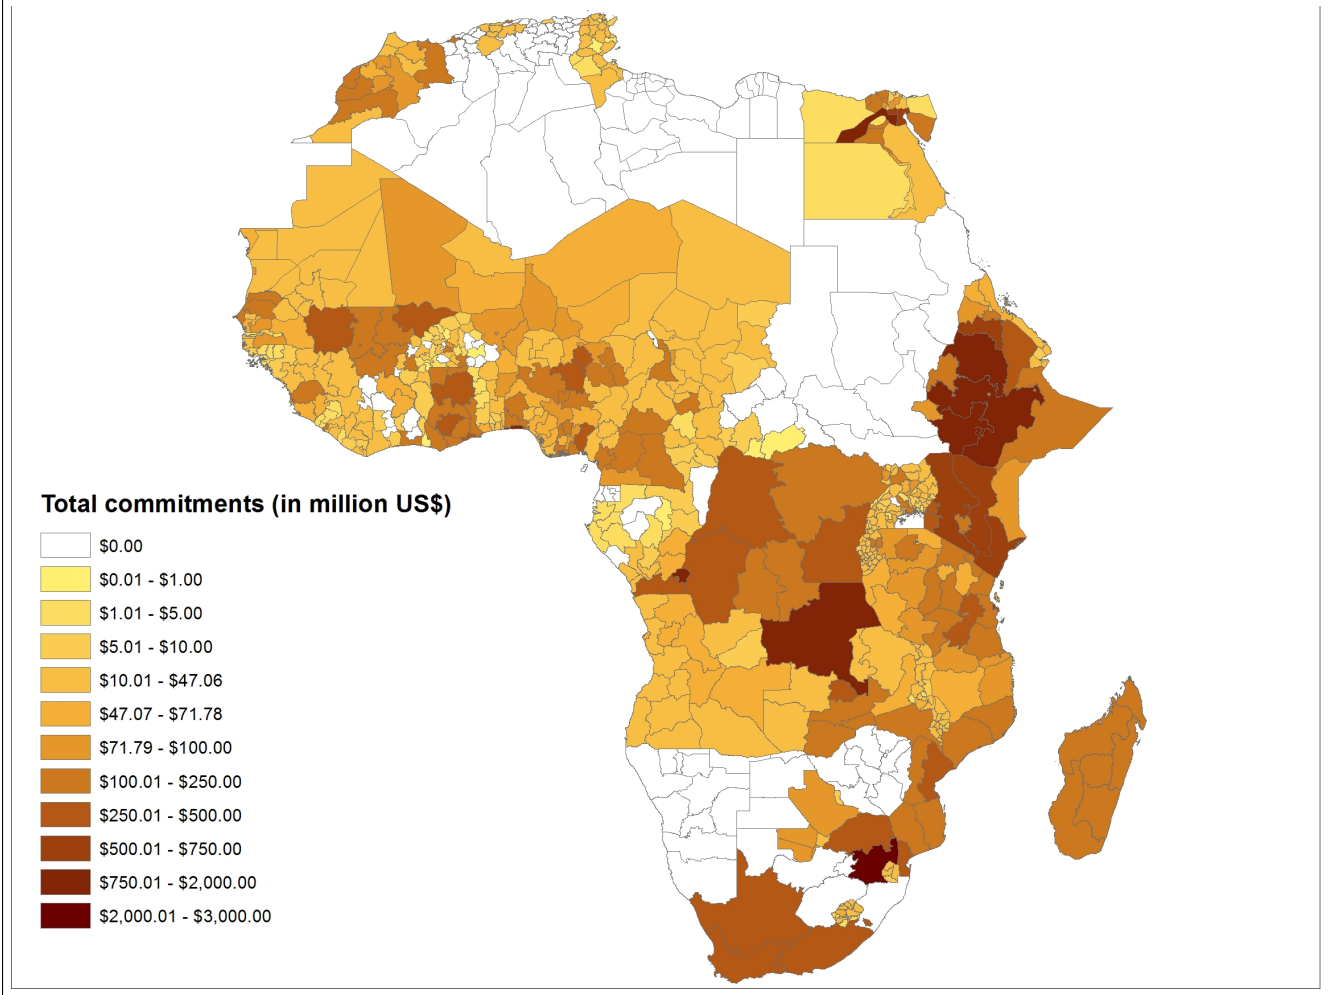 Total commitments (in million US$)
$0.00
$0.01 - $1.00
$1.01 - $5.00
$5.01 - $10.00
$10.01 - $47.06
$47.07 - $71.78
$71.79 - $100.00
$100.01 - $250.00
$250.01 - $500.00
$500.01 - $750.00
$750.01 - $2,000.00
$2,000.01 - $3,000.00